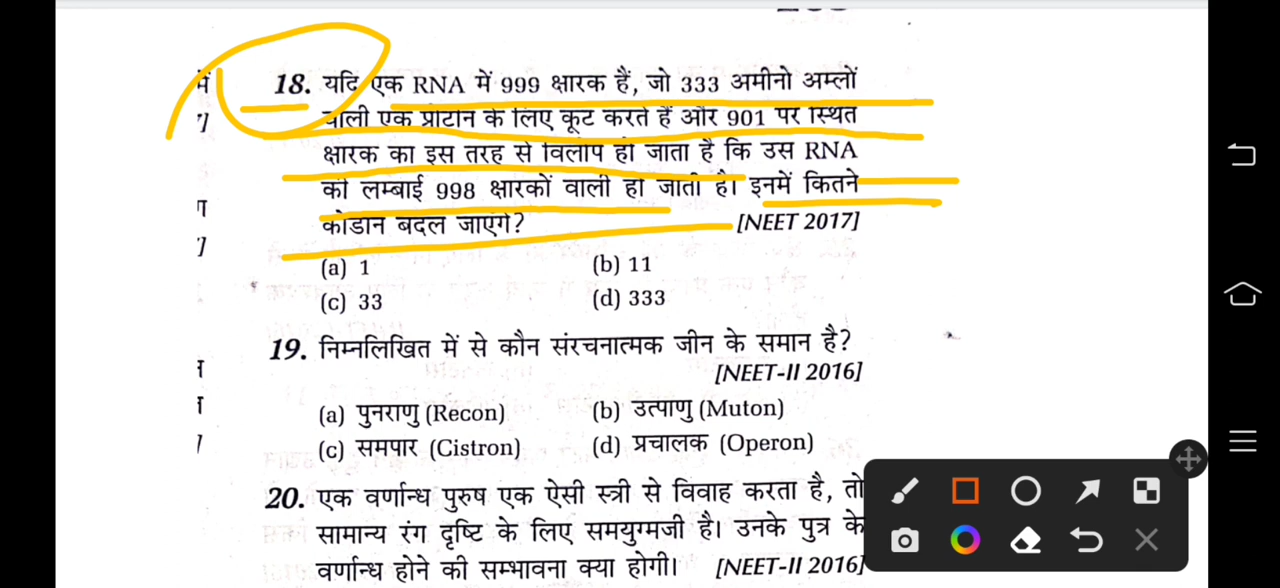 18. यदि एक RNA में 999 क्षारक हैं, जो 333 अमीनो अम्लों
वाली एक प्रोटीन के लिए कूट करते हैं और 901 पर स्थित
क्षारक का इस तरह से विलोप हो जाता है कि उस RNA
की लम्बाई 998 क्षारकों वाली हो जाती है। इनमें कितने
कोडॉन बदल जाएंगे? [NEET 2017]
(a) 1 (b) 11
(c) 33 (d) 333
19. निम्नलिखित में से कौन संरचनात्मक जीन के समान है?
[NEET-II 2016]
(a) पुनराणु (Recon) (b) उत्पाणु (Muton)
(c) समपार (Cistron) (d) प्रचालक (Operon)
20. एक वर्णान्ध पुरुष एक ऐसी स्त्री से विवाह करता है, तो
सामान्य रंग दृष्टि के लिए समयुग्मजी है। उनके पुत्र के
वर्णान्ध होने की सम्भावना क्या होगी। [NEET-II 2016]